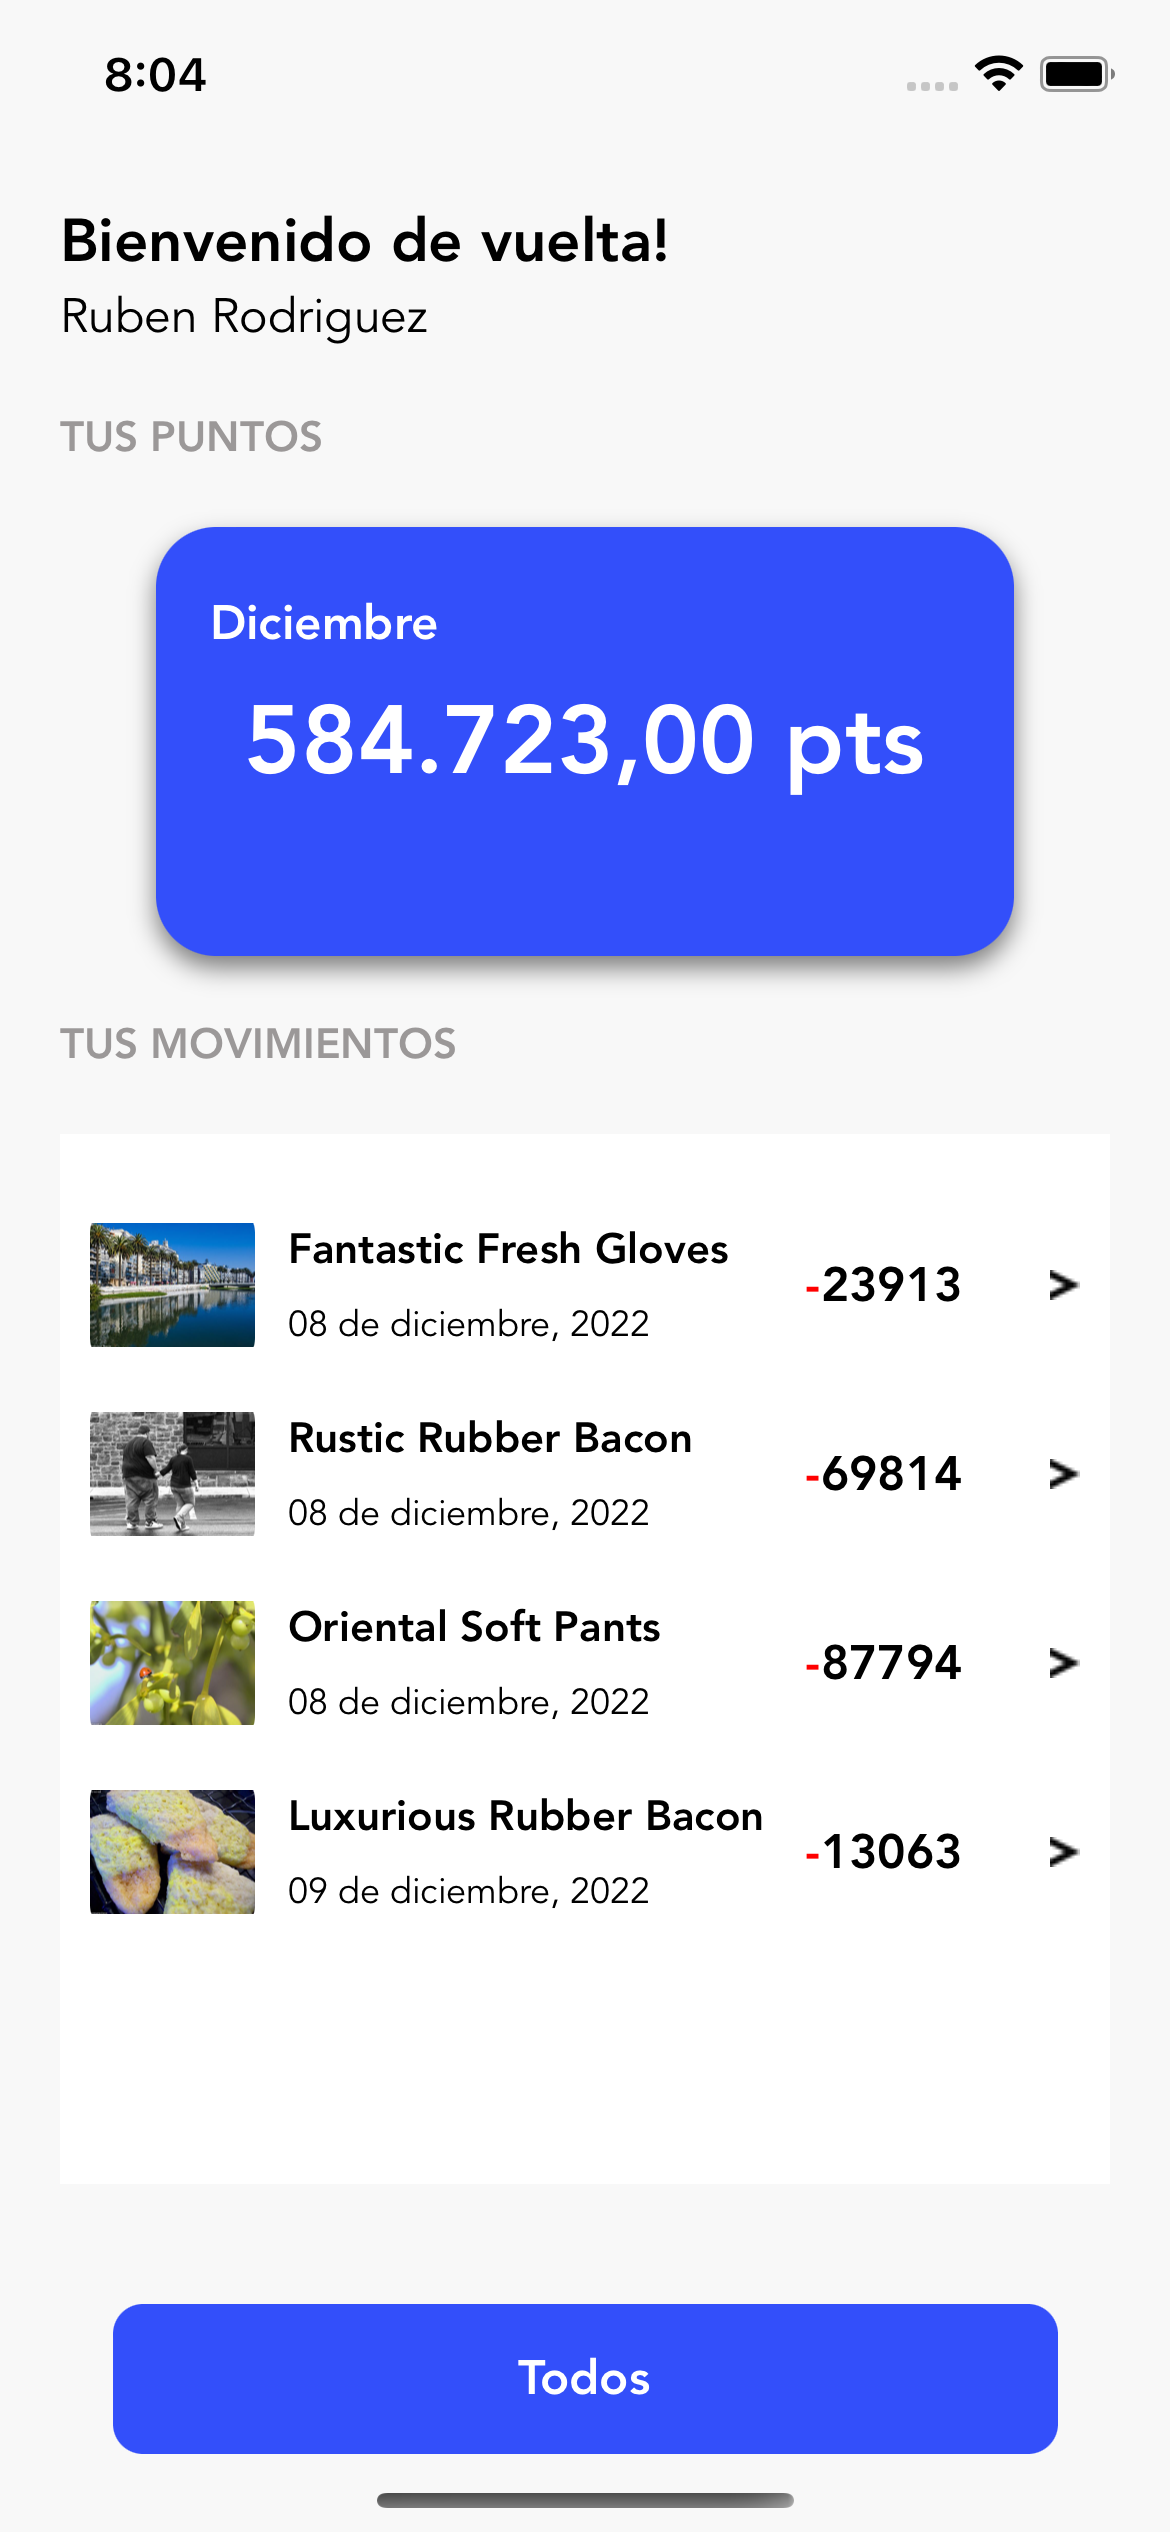 8:04
Bienvenido de vuelta!
Ruben Rodriguez
TUS PUNTOS
Diciembre
584.723,00 pts
TUS MOVIMIENTOS
Fantastic Fresh Gloves
08 de diciembre, 2022
-23913 >
Rustic Rubber Bacon
08 de diciembre, 2022
-69814 >
Oriental Soft Pants
08 de diciembre, 2022
-87794 >
Luxurious Rubber Bacon
09 de diciembre, 2022
-13063 >
Todos